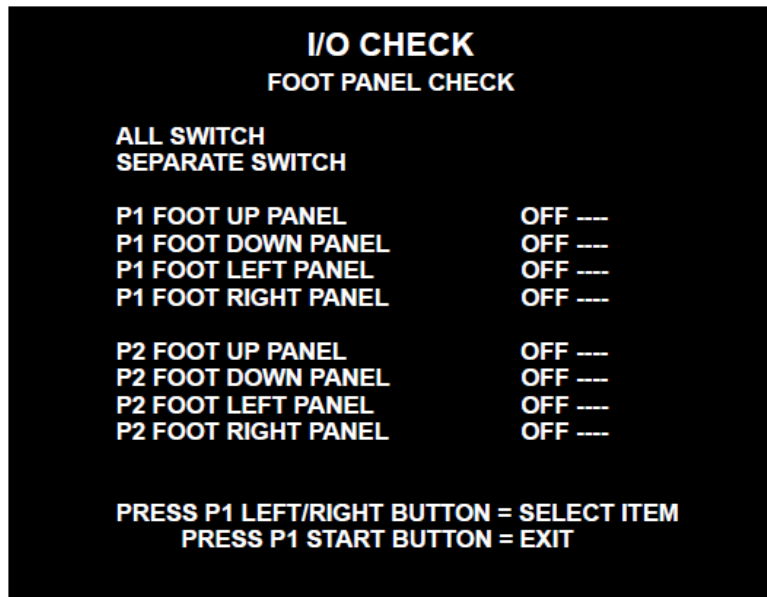 I/O CHECK
FOOT PANEL CHECK
ALL SWITCH
SEPARATE SWITCH
P1 FOOT UP PANEL OFF ----
P1 FOOT DOWN PANEL OFF ----
P1 FOOT LEFT PANEL OFF ----
P1 FOOT RIGHT PANEL OFF ----
P2 FOOT UP PANEL OFF ----
P2 FOOT DOWN PANEL OFF ----
P2 FOOT LEFT PANEL OFF ----
P2 FOOT RIGHT PANEL OFF ----
PRESS P1 LEFT/RIGHT BUTTON = SELECT ITEM
PRESS P1 START BUTTON = EXIT